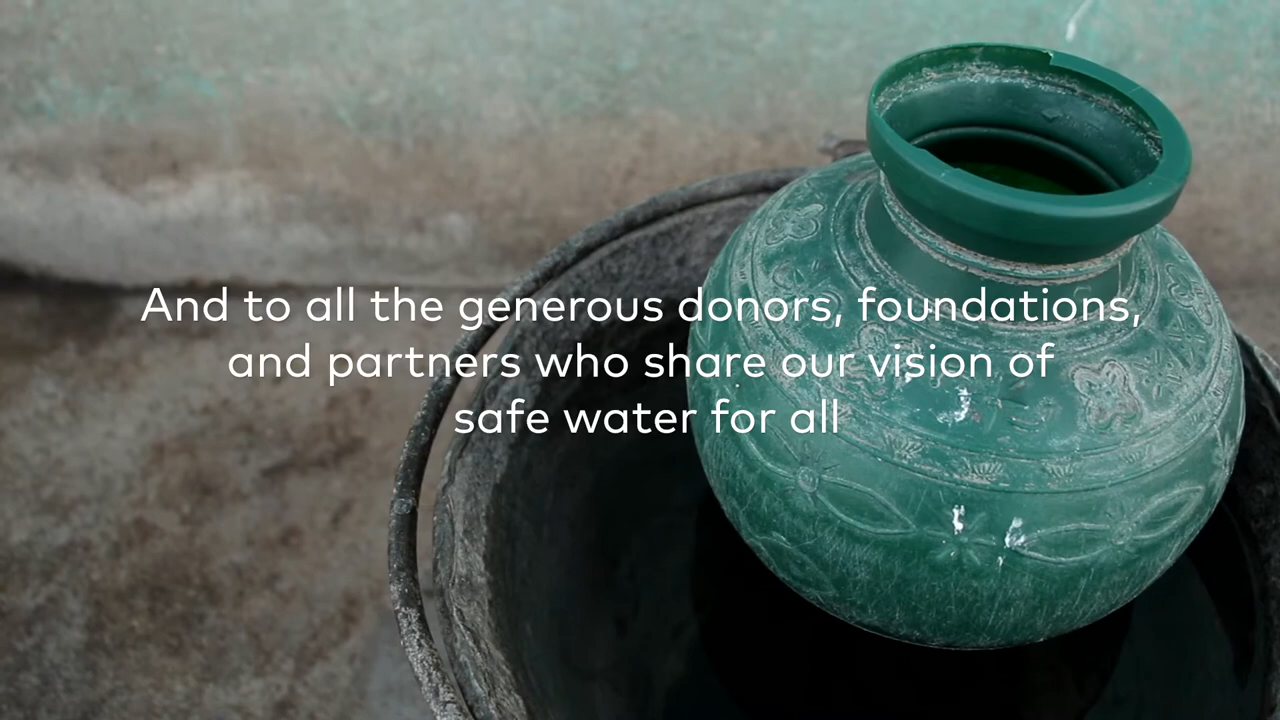 And to all the generous donors, foundations,
and partners who share our vision of
safe water for all